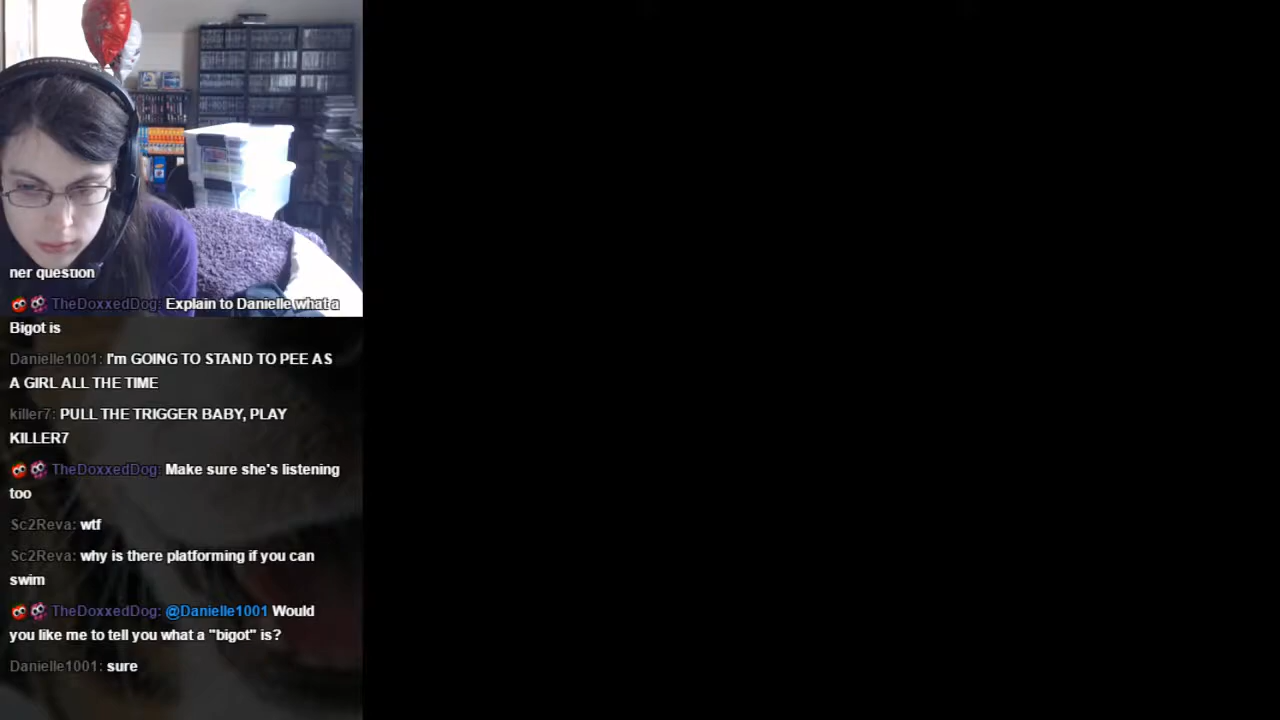 ner question
TheDoxxedDog: Explain to Danielle what a
Bigot is
Danielle1001: I'm GOING TO STAND TO PEE AS
A GIRL ALL THE TIME
killer7: PULL THE TRIGGER BABY, PLAY
KILLER7
TheDoxxedDog: Make sure she's listening
too
Sc2Reva: wtf
Sc2Reva: why is there platforming if you can
swim
TheDoxxedDog: @Danielle1001 Would
you like me to tell you what a "bigot" is?
Danielle1001: sure